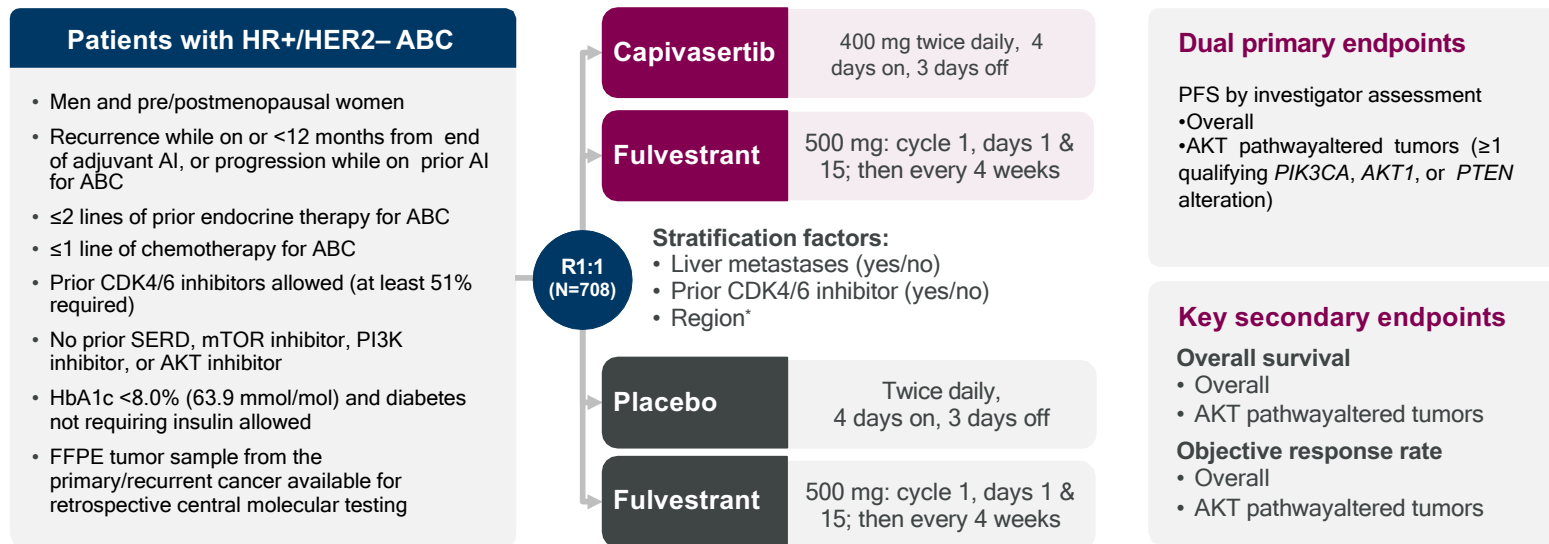 Patients with HR+/HER2– ABC
• Men and pre/postmenopausal women
• Recurrence while on or <12 months from end
of adjuvant AI, or progression while on prior AI
for ABC
• ≤2 lines of prior endocrine therapy for ABC
• ≤1 line of chemotherapy for ABC
• Prior CDK4/6 inhibitors allowed (at least 51%
required)
• No prior SERD, mTOR inhibitor, PI3K
inhibitor, or AKT inhibitor
• HbA1c <8.0% (63.9 mmol/mol) and diabetes
not requiring insulin allowed
• FFPE tumor sample from the
primary/recurrent cancer available for
retrospective central molecular testing
R1:1
(N=708)
Capivasertib
400 mg twice daily, 4
days on, 3 days off
Fulvestrant
500 mg: cycle 1, days 1 &
15; then every 4 weeks
Stratification factors:
• Liver metastases (yes/no)
• Prior CDK4/6 inhibitor (yes/no)
• Region*
Placebo
Twice daily,
4 days on, 3 days off
Fulvestrant
500 mg: cycle 1, days 1 &
15; then every 4 weeks
Dual primary endpoints
PFS by investigator assessment
•Overall
•AKT pathwayaltered tumors (≥1
qualifying PIK3CA, AKT1, or PTEN
alteration)
Key secondary endpoints
Overall survival
• Overall
• AKT pathwayaltered tumors
Objective response rate
• Overall
• AKT pathwayaltered tumors